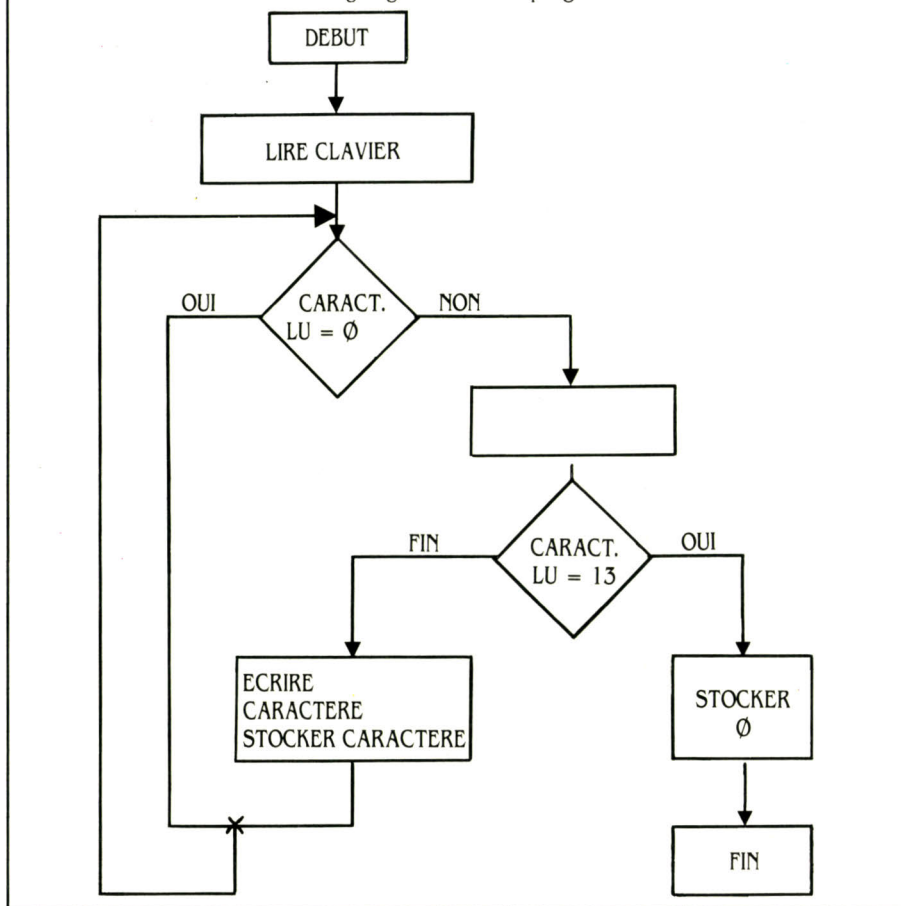 DEBUT
LIRE CLAVIER
OUI
CARACT.
LU = Ø
NON
FIN
CARACT.
LU = 13
OUI
ECRIRE
CARACTERE
STOCKER CARACTERE
STOCKER
Ø
FIN